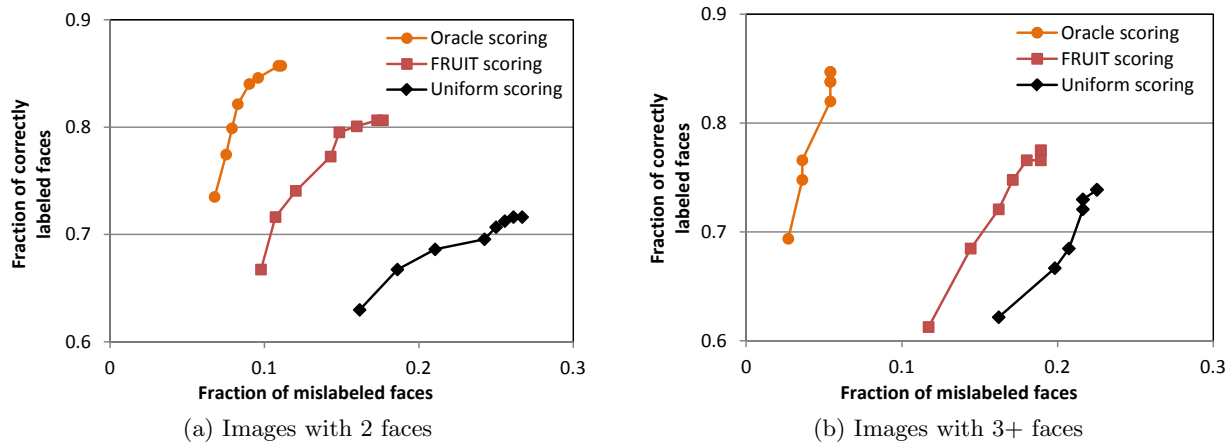 0.9
Oracle scoring
FRUIT scoring
Uniform scoring
0.8
0.7
0.6
Fraction of correctly
labeled faces
0
0.1
0.2
0.3
Fraction of mislabeled faces
(a) Images with 2 faces
0.9
Oracle scoring
FRUIT scoring
Uniform scoring
0.8
0.7
0.6
Fraction of correctly
labeled faces
0
0.1
0.2
0.3
Fraction of mislabeled faces
(b) Images with 3+ faces